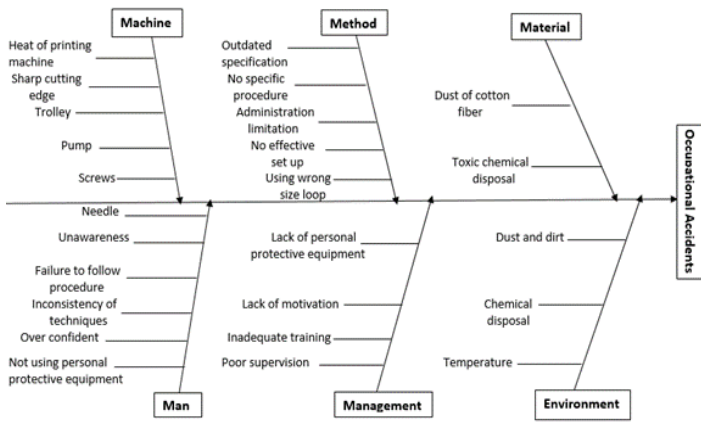 Machine
Method
Material
Heat of printing
machine
Sharp cutting
edge
Trolley
Pump
Screws
Outdated
specification
No specific
procedure
Administration
limitation
No effective
set up
Using wrong
size loop
Dust of cotton
fiber
Toxic chemical
disposal
Occupational Accidents
Needle
Unawareness
Failure to follow
procedure
Inconsistency of
techniques
Over confident
Not using personal
protective equipment
Lack of personal
protective equipment
Lack of motivation
Inadequate training
Poor supervision
Dust and dirt
Chemical
disposal
Temperature
Man
Management
Environment